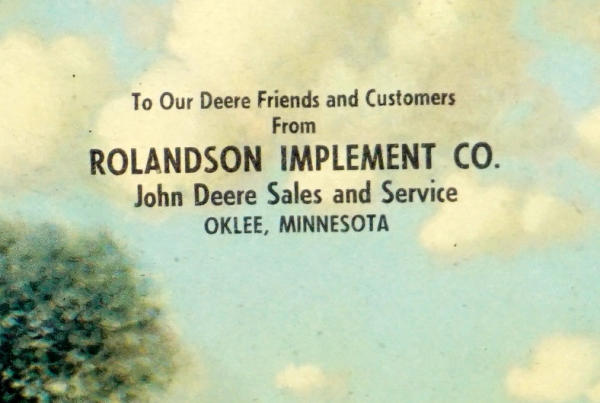 To Our Deere Friends and Customers
From
ROLANDSON IMPLEMENT CO.
John Deere Sales and Service
OKLEE, MINNESOTA